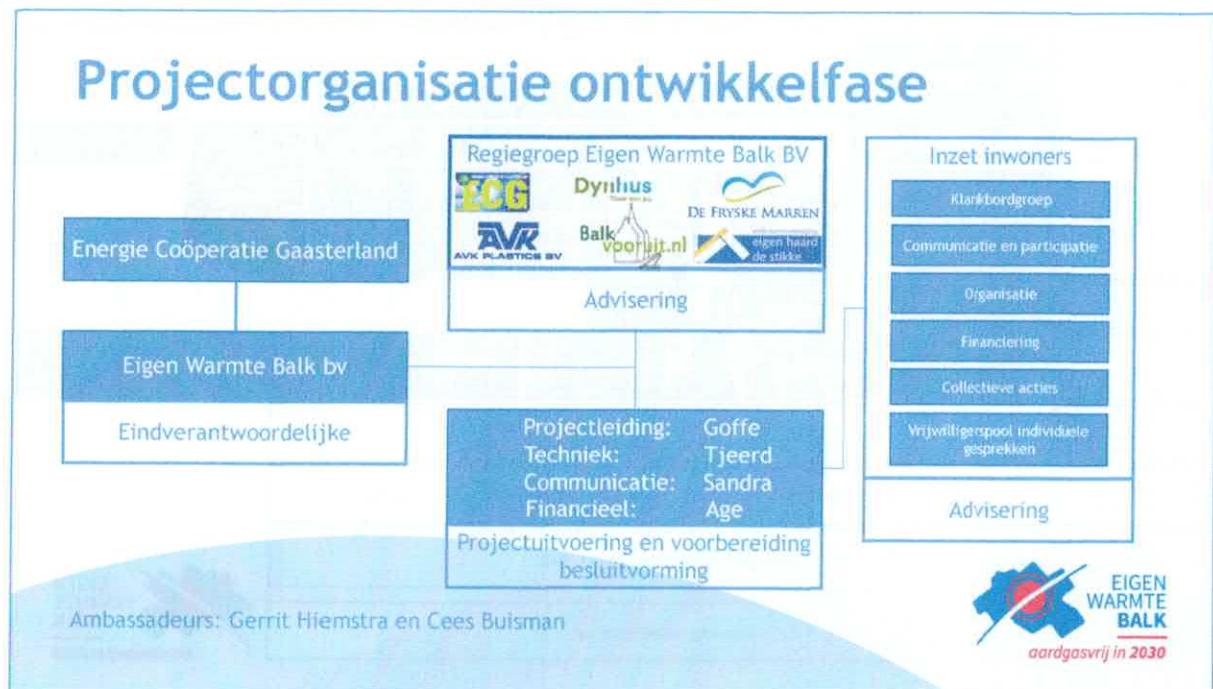 Projectorganisatie ontwikkelfase
Energie Coöperatie Gaasterland
Eigen Warmte Balk bv
Eindverantwoordelijke
Regiegroep Eigen Warmte Balk BV
ECG
Dynhus
DE FRYSKE MARREN
AVK
AVK PLASTICS BV
Balk
vooruit.nl
eigen haard
de stikke
Advisering
Projectleiding: Goffe
Techniek: Tjeerd
Communicatie: Sandra
Financieel: Age
Projectuitvoering en voorbereiding
besluitvorming
Inzet inwoners
Klankbordgroep
Communicatie en participatie
Organisatie
Financiering
Collectieve acties
Vrijwilligerspool individuele
gesprekken
Advisering
Ambassadeurs: Gerrit Hiemstra en Cees Buisman
EIGEN
WARMTE
BALK
aardgasvrij in 2030